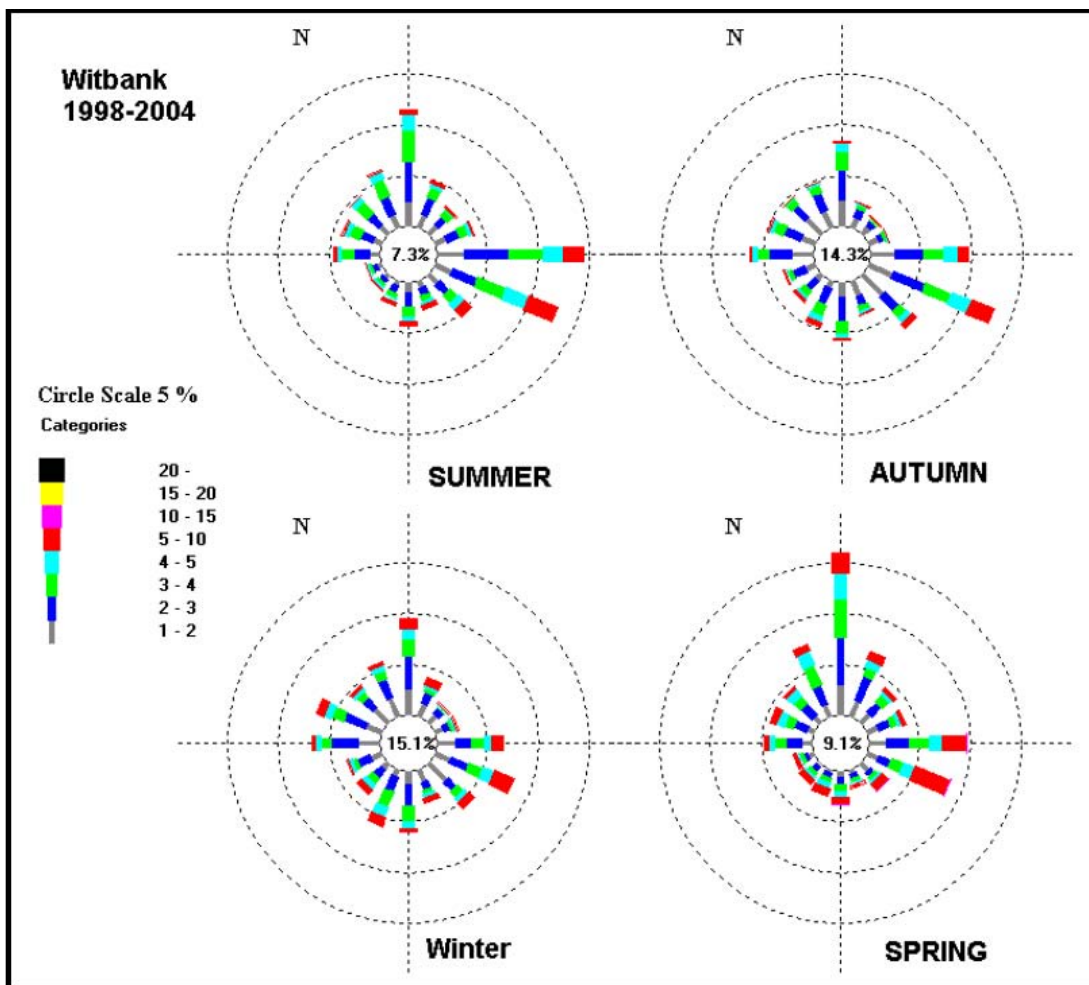 N
N
Witbank
1998-2004
7.3%
14.3%
Circle Scale 5 %
Categories
SUMMER
AUTUMN
20 -
15 - 20
10 - 15
5 - 10
4 - 5
3 - 4
2 - 3
1 - 2
N
N
15.1%
9.1%
Winter
SPRING